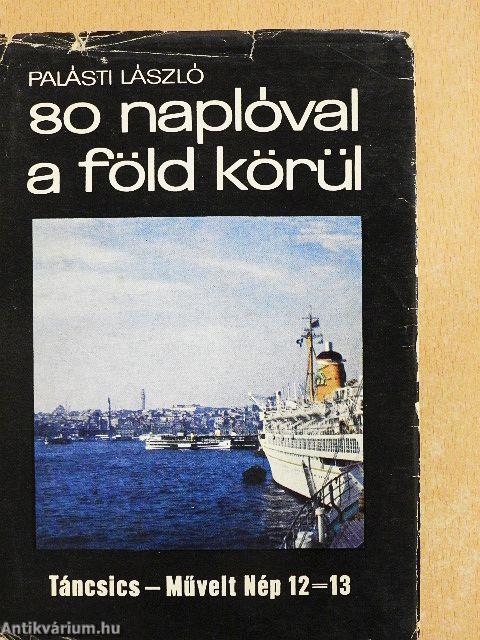 PALÁSTI LÁSZLÓ
80 naplóval
a föld körül
Táncsics – Művelt Nép 12=13
Antikvárium.hu